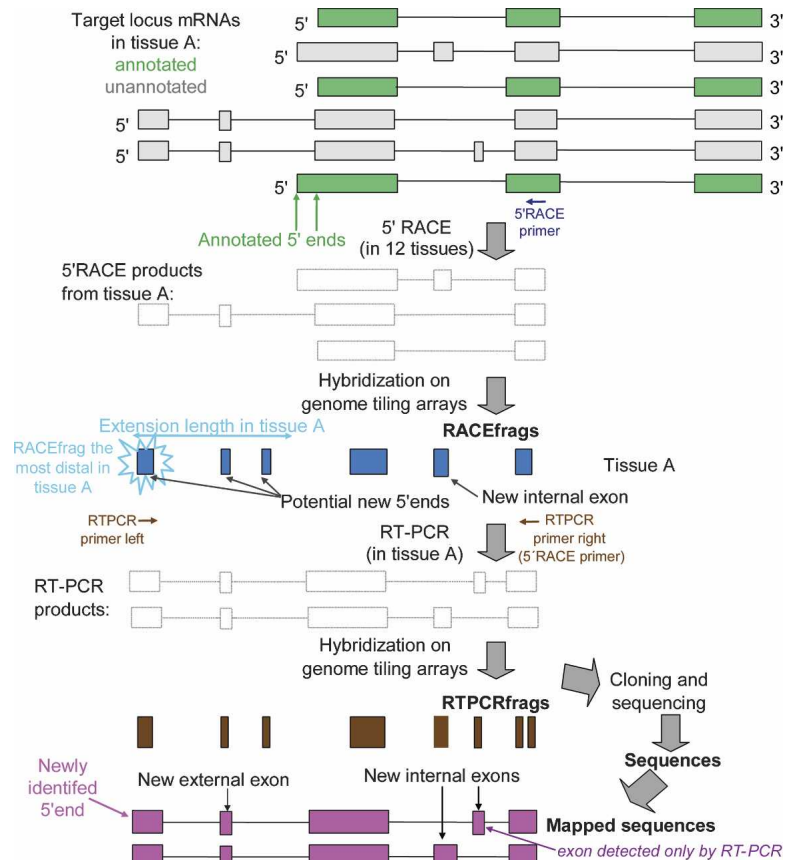 Target locus mRNAs
in tissue A:
annotated
unannotated
5' 3'
5' 3'
5' 3'
5' 3'
5' 3'
5' 3'
Annotated 5' ends
5'RACE
primer
5' RACE
(in 12 tissues)
5'RACE products
from tissue A:
Hybridization on
genome tiling arrays
RACEfrags
Extension length in tissue A
RACEfrag the
most distal in
tissue A
Tissue A
Potential new 5'ends
New internal exon
RTPCR
primer left
RT-PCR
(in tissue A)
RTPCR
primer right
(5´RACE primer)
RT-PCR
products:
Hybridization on
genome tiling arrays
Cloning and
sequencing
RTPCRfrags
Sequences
Newly
identifed
5'end
New external exon
New internal exons
Mapped sequences
exon detected only by RT-PCR